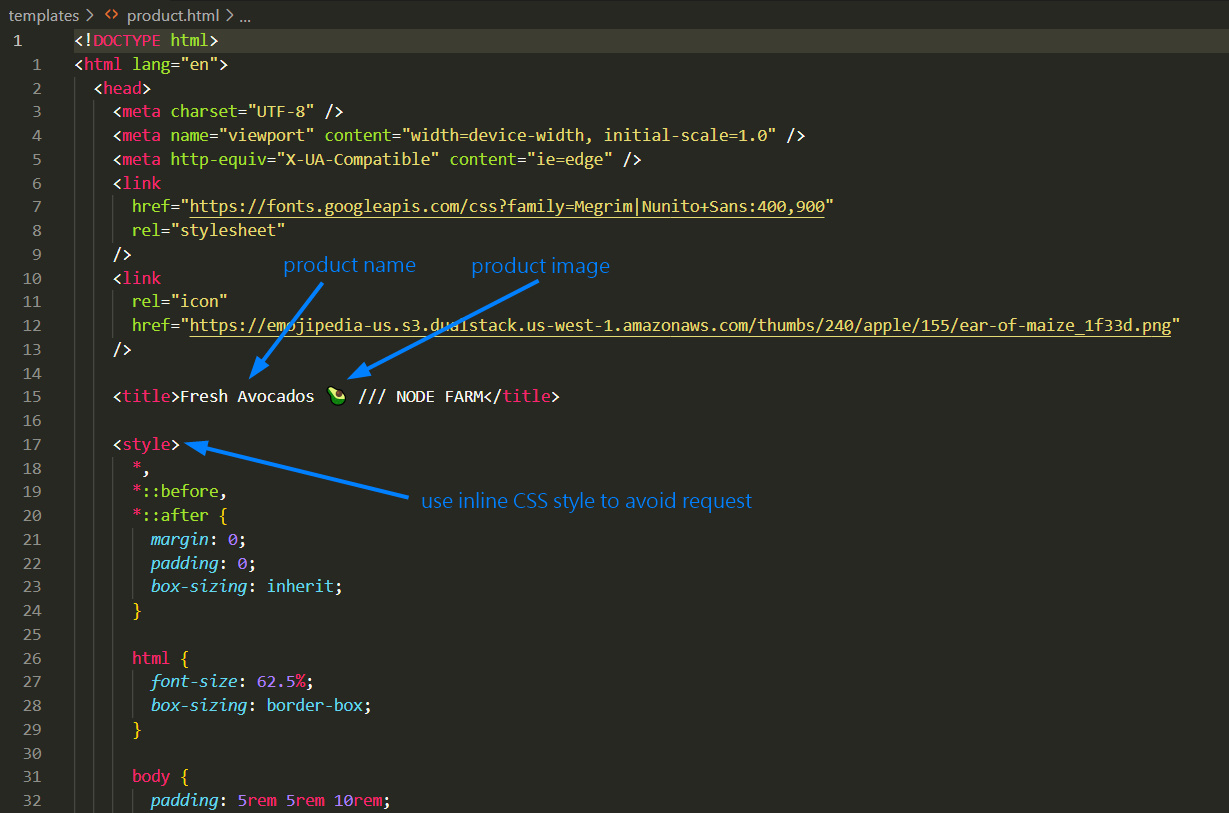 templates > <> product.html > ...
1 <!DOCTYPE html>
1 <html lang="en">
2 <head>
3 <meta charset="UTF-8" />
4 <meta name="viewport" content="width=device-width, initial-scale=1.0" />
5 <meta http-equiv="X-UA-Compatible" content="ie=edge" />
6 <link
7 href="https://fonts.googleapis.com/css?family=Megrim|Nunito+Sans:400,900"
8 rel="stylesheet"
9 />
product name product image
10 <link
11 rel="icon"
12 href="https://emojipedia-us.s3.dualstack.us-west-1.amazonaws.com/thumbs/240/apple/155/ear-of-maize_1f33d.png"
13 />
14
15 <title>Fresh Avocados 🥑 /// NODE FARM</title>
16
17 <style>
18 *,
19 *::before,
use inline CSS style to avoid request
20 *::after {
21 margin: 0;
22 padding: 0;
23 box-sizing: inherit;
24 }
25
26 html {
27 font-size: 62.5%;
28 box-sizing: border-box;
29 }
30
31 body {
32 padding: 5rem 5rem 10rem;